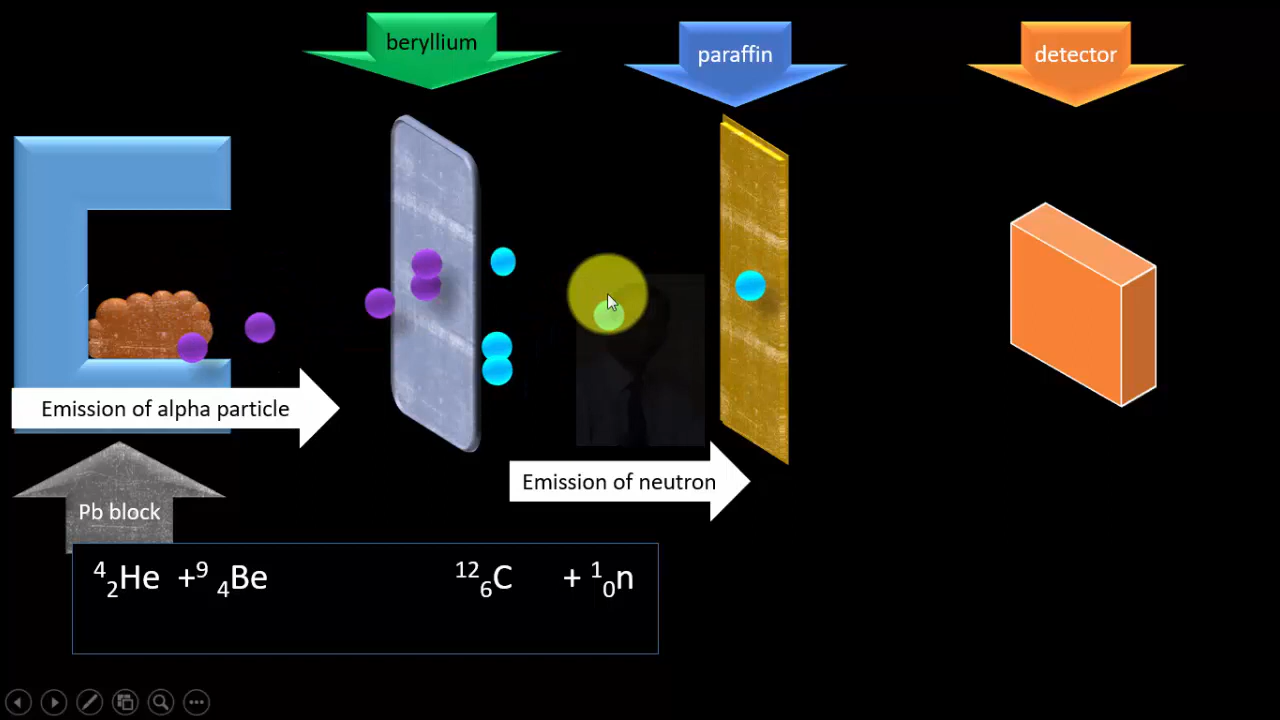 beryllium
paraffin
detector
Emission of alpha particle
Emission of neutron
Pb block
⁴₂He +⁹₄Be ¹²₆C + ¹₀n